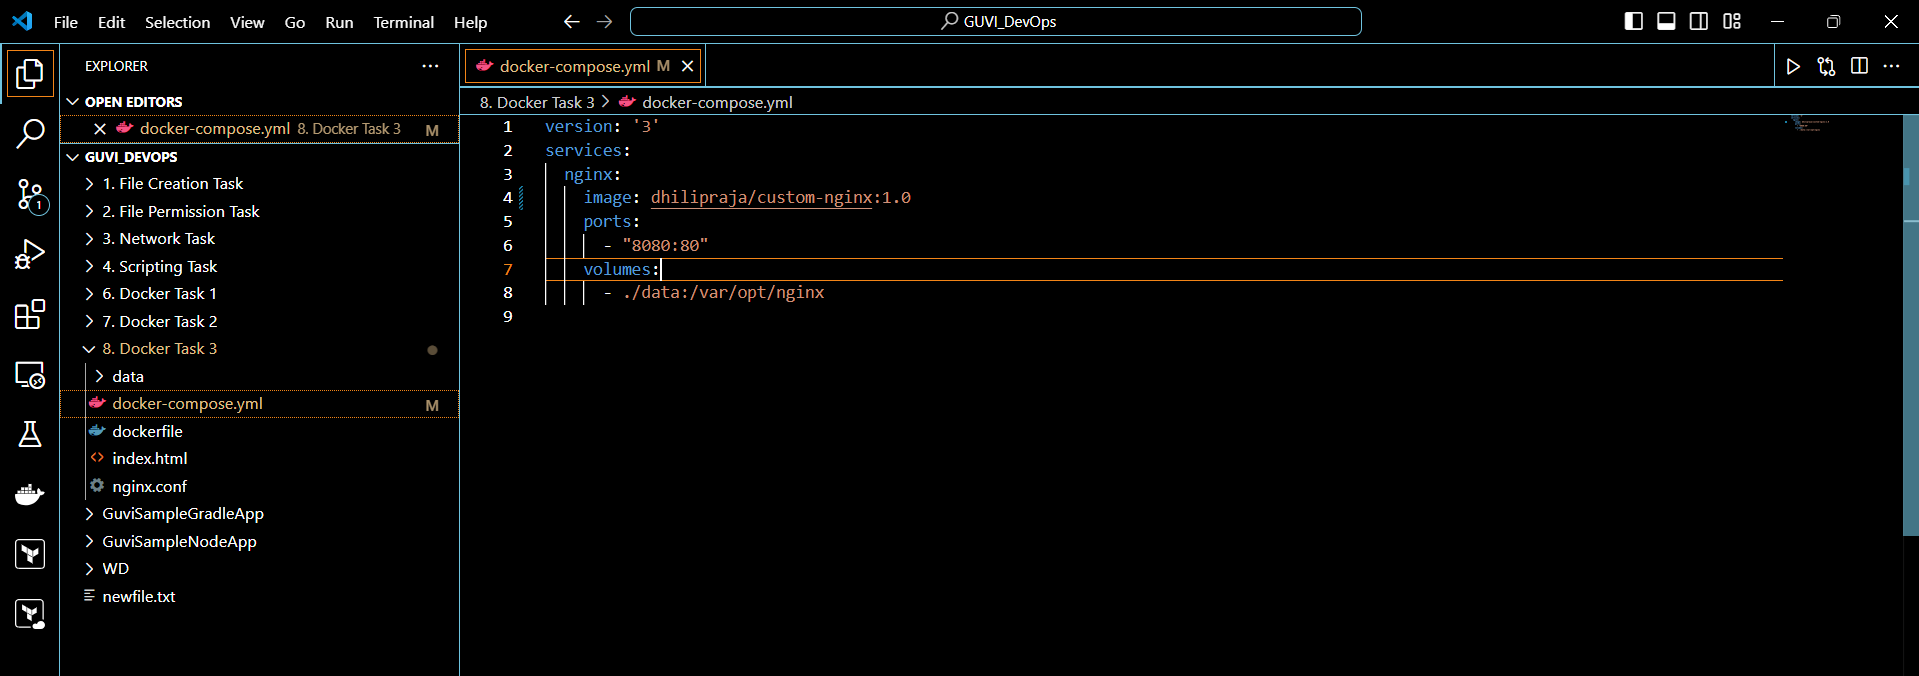 File Edit Selection View Go Run Terminal Help
GUVI_DevOps
EXPLORER
OPEN EDITORS
docker-compose.yml 8. Docker Task 3 M
GUVI_DEVOPS
1. File Creation Task
2. File Permission Task
3. Network Task
4. Scripting Task
6. Docker Task 1
7. Docker Task 2
8. Docker Task 3
data
docker-compose.yml M
dockerfile
index.html
nginx.conf
GuviSampleGradleApp
GuviSampleNodeApp
WD
newfile.txt
1
docker-compose.yml M
8. Docker Task 3 > docker-compose.yml
1 version: '3'
2 services:
3 nginx:
4 image: dhilipraja/custom-nginx:1.0
5 ports:
6 - "8080:80"
7 volumes:
8 - ./data:/var/opt/nginx
9